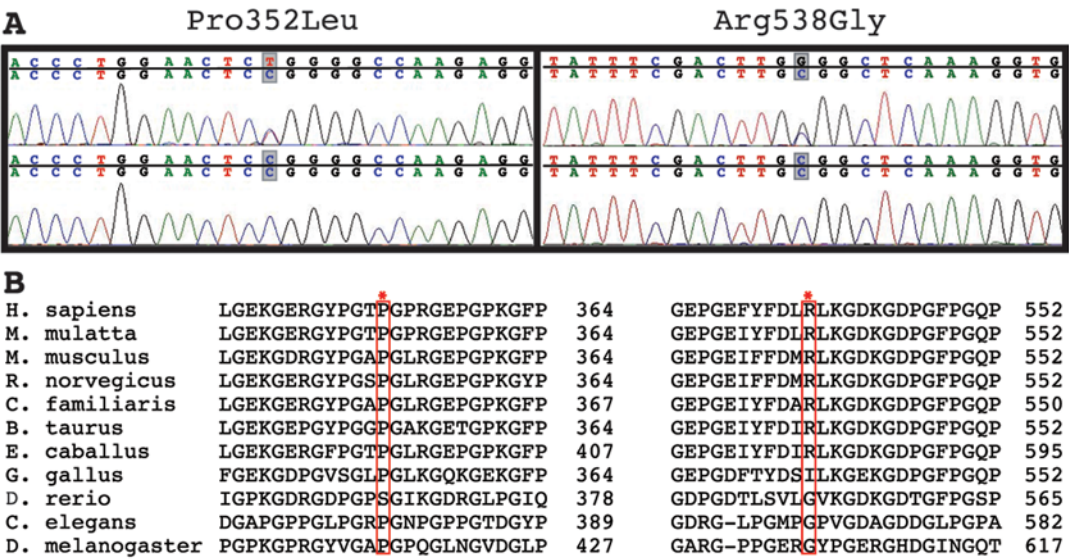 A Pro352Leu Arg538Gly
A C C C T G G A A C T C T G G G G C C A A G A G G T A T T T C G A C T T G G G G C T C A A A G G T G
A C C C T G G A A C T C C G G G G C C A A G A G G T A T T T C G A C T T G C G G C T C A A A G G T G
A C C C T G G A A C T C C G G G G C C A A G A G G T A T T T C G A C T T G C G G C T C A A A G G T G
A C C C T G G A A C T C C G G G G C C A A G A G G T A T T T C G A C T T G C G G C T C A A A G G T G
B * *
H. sapiens LGEKGERGYPGTPGPRGEPGPKGFP 364 GEPGEFYFDLRLKGDKGDPGFPGQP 552
M. mulatta LGEKGERGYPGTPGPRGEPGPKGFP 364 GEPGEIYFDLRLKGDKGDPGFPGQP 552
M. musculus LGEKGDRGYPGAPGLRGEPGPKGFP 364 GEPGEIFFDMRLKGDKGDPGFPGQP 552
R. norvegicus LGEKGERGYPGSPGLRGEPGPKGYP 364 GEPGEIFFDMRLKGDKGDPGFPGQP 552
C. familiaris LGEKGERGYPGAPGLRGEPGPKGFP 367 GEPGEIYFDARLKGDKGDPGFPGQP 550
B. taurus LGEKGEPGYPGGPGAKGETGPKGFP 364 GEPGEIYFDIRLKGDKGDPGFPGQP 552
E. caballus LGEKGERGFPGTPGLRGEPGPKGFP 407 GEPGEIYFDIRLKGDKGDPGFPGQP 595
G. gallus FGEKGDPGVSGLPGLKGQKGEKGFP 364 GEPGDFTYDSILKGDKGDPGFPGQP 552
D. rerio IGPKGDRGDPGPSGIKGDRGLPGIQ 378 GDPGDTLSVLGVKGDKGDTGFPGSP 565
C. elegans DGAPGPPGLPGRPGNPGPPGTDGYP 389 GDRG-LPGMPGPVGDAGDDGLPGPA 582
D. melanogaster PGPKGPRGYVGAPGPQGLNGVDGLP 427 GARG-PPGERGYPGERGHDGINGQT 617